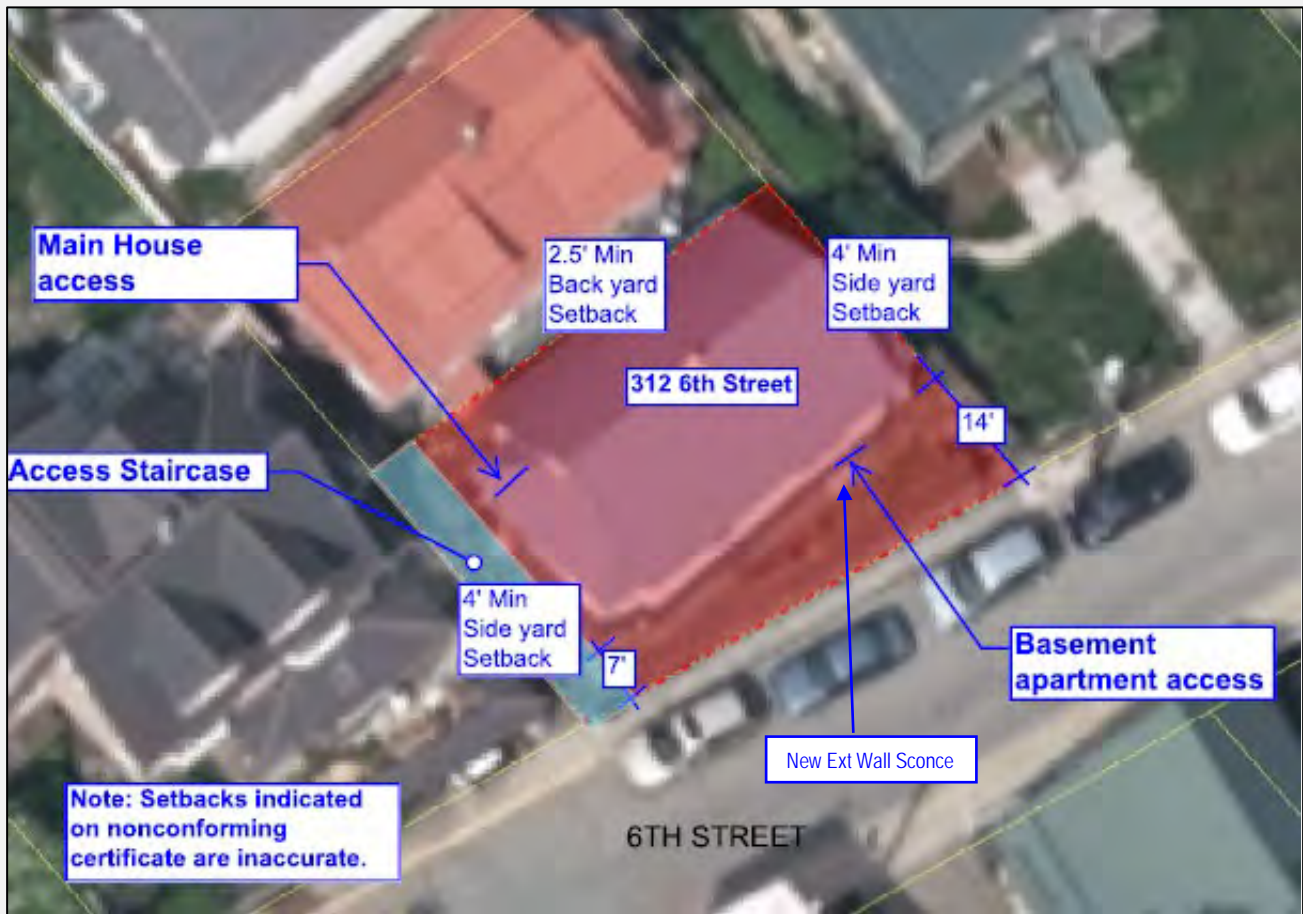 Main House
access
2.5' Min
Back yard
Setback
4' Min
Side yard
Setback
312 6th Street
14'
Access Staircase
4' Min
Side yard
Setback
7'
Basement
apartment access
New Ext Wall Sconce
Note: Setbacks indicated
on nonconforming
certificate are inaccurate.
6TH STREET